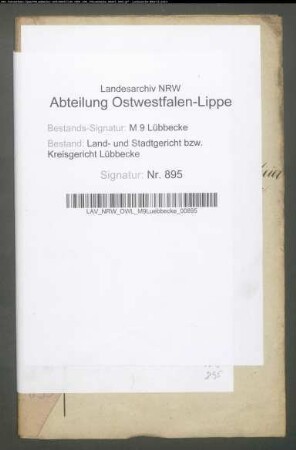 Landesarchiv NRW
Abteilung Ostwestfalen-Lippe
Bestands-Signatur: M 9 Lübbecke
Bestand: Land- und Stadtgericht bzw.
Kreisgericht Lübbecke
Signatur: Nr. 895
LAV_NRW_OWL_M9Luebbecke_00895